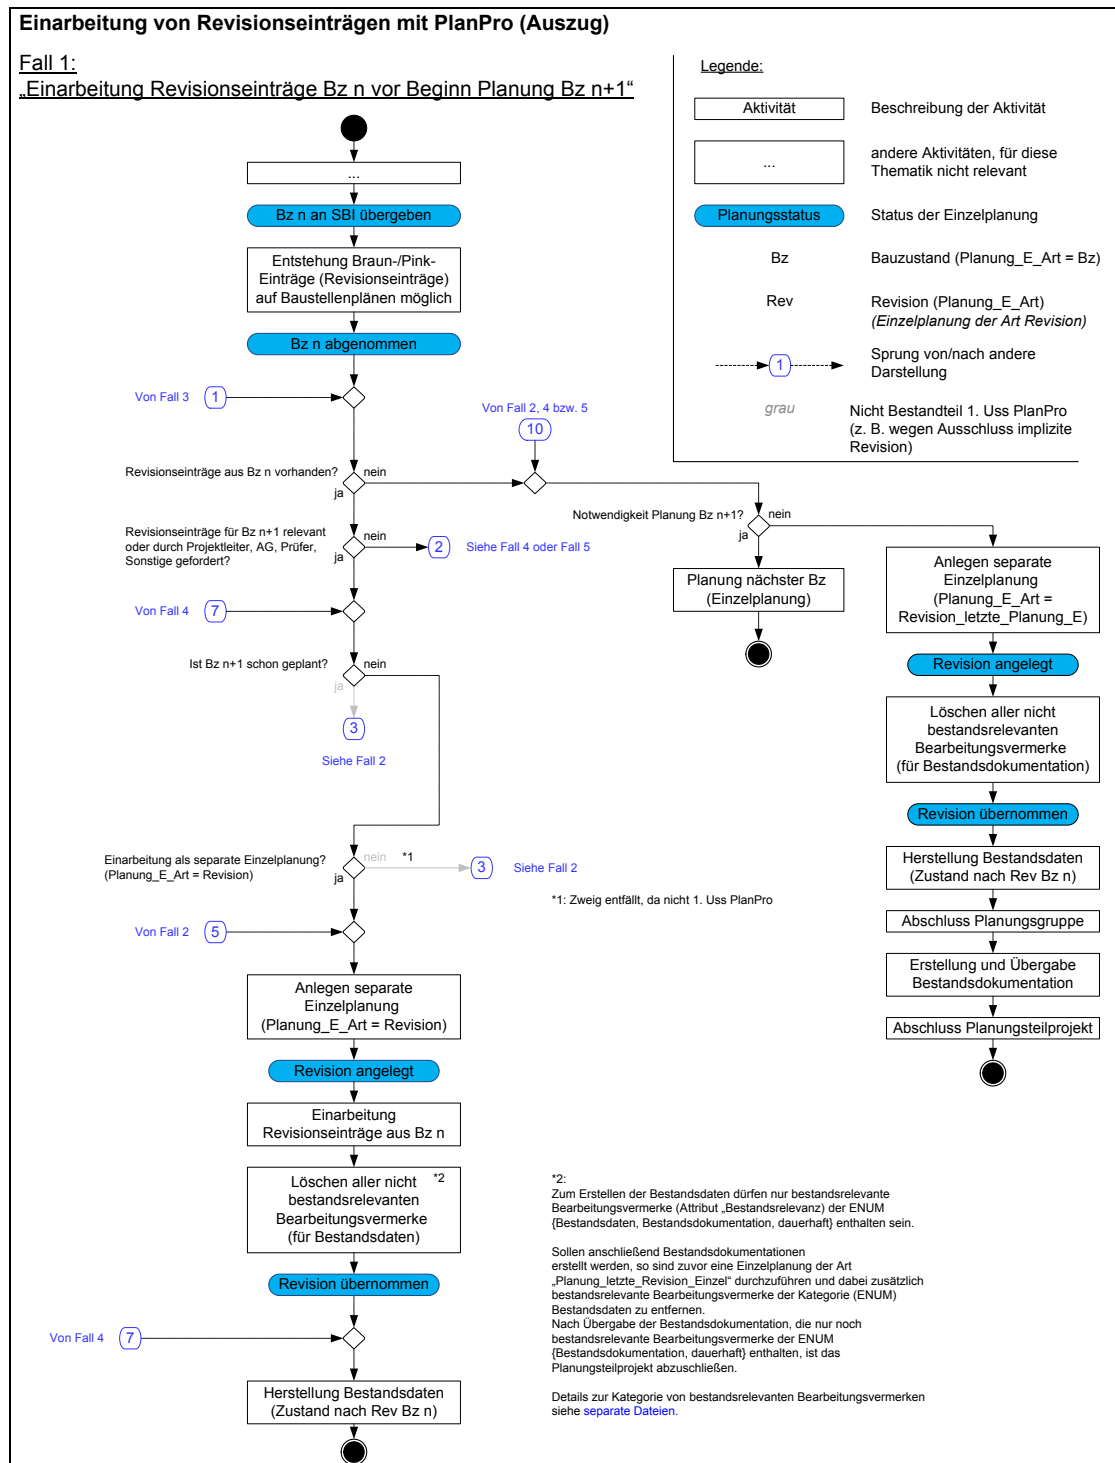 Einarbeitung von Revisionseinträgen mit PlanPro (Auszug)
Fall 1:
„Einarbeitung Revisionseinträge Bz n vor Beginn Planung Bz n+1“
Legende:
Aktivität
Beschreibung der Aktivität
...
andere Aktivitäten, für diese
Thematik nicht relevant
Planungsstatus
Status der Einzelplanung
Bz
Bauzustand (Planung_E_Art = Bz)
Rev
Revision (Planung_E_Art)
(Einzelplanung der Art Revision)
1
Sprung von/nach andere
Darstellung
grau
Nicht Bestandteil 1. Uss PlanPro
(z. B. wegen Ausschluss implizite
Revision)
...
Bz n an SBI übergeben
Entstehung Braun-/Pink-
Einträge (Revisionseinträge)
auf Baustellenplänen möglich
Bz n abgenommen
Von Fall 3
1
Von Fall 2, 4 bzw. 5
10
Revisionseinträge aus Bz n vorhanden?
nein
ja
Notwendigkeit Planung Bz n+1?
nein
ja
Revisionseinträge für Bz n+1 relevant
oder durch Projektleiter, AG, Prüfer,
Sonstige gefordert?
nein
ja
2
Siehe Fall 4 oder Fall 5
Planung nächster Bz
(Einzelplanung)
Anlegen separate
Einzelplanung
(Planung_E_Art =
Revision_letzte_Planung_E)
Von Fall 4
7
Ist Bz n+1 schon geplant?
nein
ja
3
Siehe Fall 2
Revision angelegt
Löschen aller nicht
bestandsrelevanten
Bearbeitungsvermerke
(für Bestandsdokumentation)
Revision übernommen
Einarbeitung als separate Einzelplanung?
(Planung_E_Art = Revision)
nein
*1
ja
3
Siehe Fall 2
*1: Zweig entfällt, da nicht 1. Uss PlanPro
Herstellung Bestandsdaten
(Zustand nach Rev Bz n)
Abschluss Planungsgruppe
Erstellung und Übergabe
Bestandsdokumentation
Abschluss Planungsteilprojekt
Von Fall 2
5
Anlegen separate
Einzelplanung
(Planung_E_Art = Revision)
Revision angelegt
Einarbeitung
Revisionseinträge aus Bz n
Löschen aller nicht
*2
bestandsrelevanten
Bearbeitungsvermerke
(für Bestandsdaten)
Revision übernommen
Von Fall 4
7
Herstellung Bestandsdaten
(Zustand nach Rev Bz n)
*2:
Zum Erstellen der Bestandsdaten dürfen nur bestandsrelevante
Bearbeitungsvermerke (Attribut „Bestandsrelevanz) der ENUM
{Bestandsdaten, Bestandsdokumentation, dauerhaft} enthalten sein.
Sollen anschließend Bestandsdokumentationen
erstellt werden, so sind zuvor eine Einzelplanung der Art
„Planung_letzte_Revision_Einzel“ durchzuführen und dabei zusätzlich
bestandsrelevante Bearbeitungsvermerke der Kategorie (ENUM)
Bestandsdaten zu entfernen.
Nach Übergabe der Bestandsdokumentation, die nur noch
bestandsrelevante Bearbeitungsvermerke der ENUM
{Bestandsdokumentation, dauerhaft} enthalten, ist das
Planungsteilprojekt abzuschließen.
Details zur Kategorie von bestandsrelevanten Bearbeitungsvermerken
siehe separate Dateien.